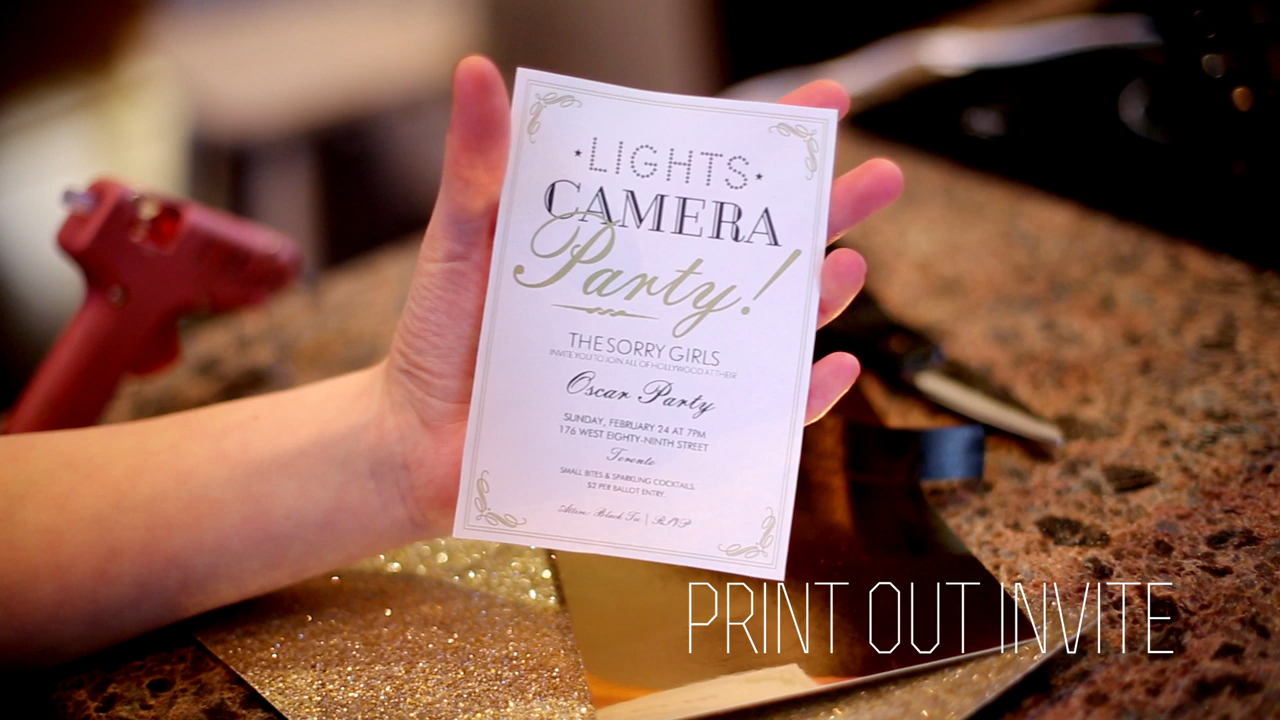 LIGHTS
CAMERA
Party!
THE SORRY GIRLS
INVITE YOU TO JOIN ALL OF HOLLYWOOD AT THEIR
Oscar Party
SUNDAY, FEBRUARY 24 AT 7PM
176 WEST EIGHTY-NINTH STREET
Toronto
SMALL BITES & SPARKLING COCKTAILS.
$2 PER BALLOT ENTRY.
Attire: Black Tie | RSVP
PRINT OUT INVITE